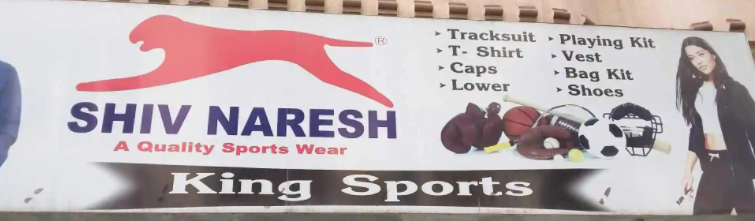 ®
SHIV NARESH
A Quality Sports Wear
King Sports
‣ Tracksuit
‣ T- Shirt
‣ Caps
‣ Lower
‣ Playing Kit
‣ Vest
‣ Bag Kit
‣ Shoes